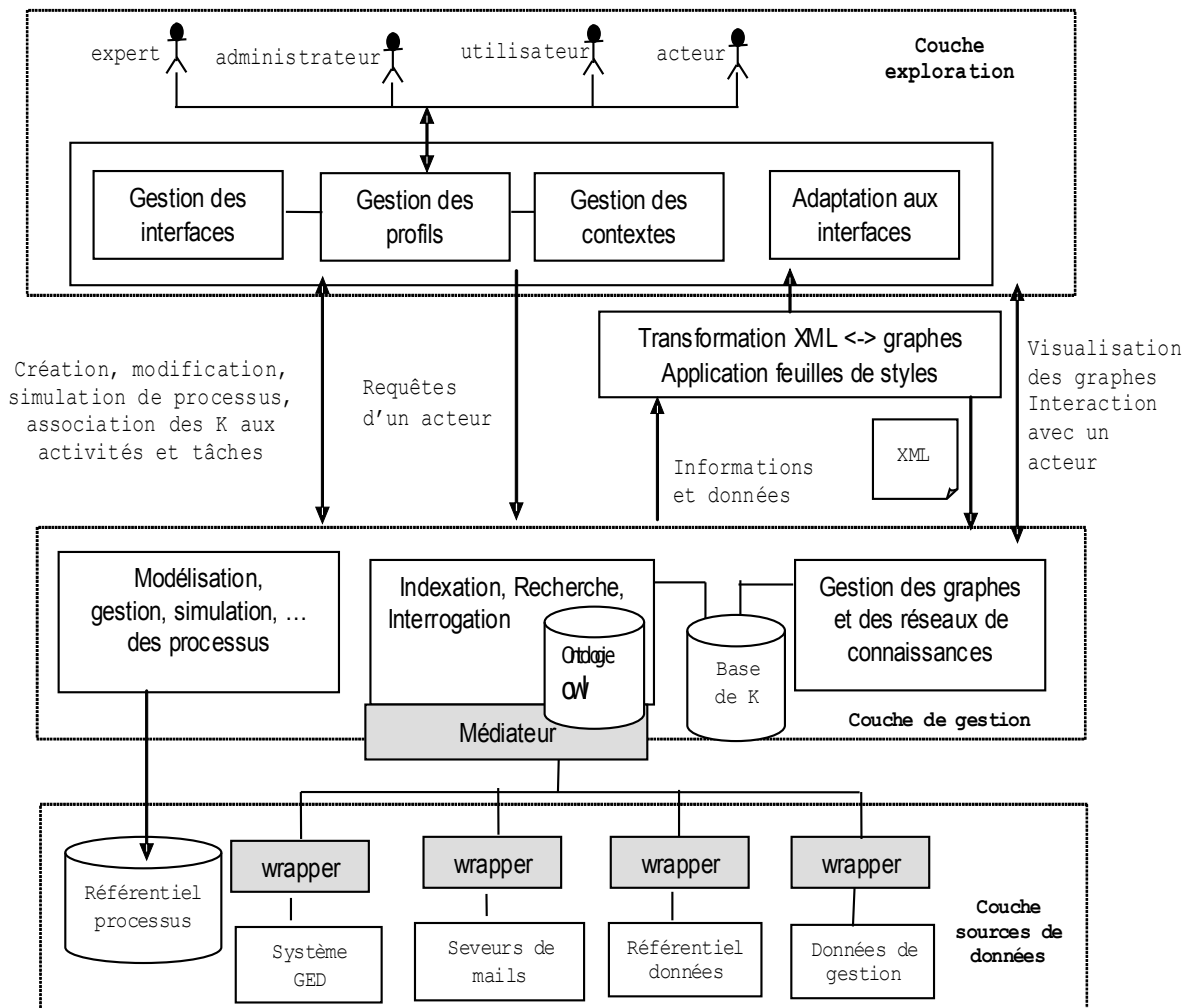 expert
administrateur
utilisateur
acteur
Couche
exploration
Gestion des
interfaces
Gestion des
profils
Gestion des
contextes
Adaptation aux
interfaces
Création, modification,
simulation de processus,
association des K aux
activités et tâches
Requêtes
d'un acteur
Transformation XML <-> graphes
Application feuilles de styles
Informations
et données
XML
Visualisation
des graphes
Interaction
avec un
acteur
Modélisation,
gestion, simulation, ...
des processus
Indexation, Recherche,
Interrogation
Ontologie
owl
Base
de K
Gestion des graphes
et des réseaux de
connaissances
Couche de gestion
Médiateur
Référentiel
processus
wrapper
wrapper
wrapper
wrapper
Système
GED
Seveurs de
mails
Référentiel
données
Données de
gestion
Couche
sources de
données